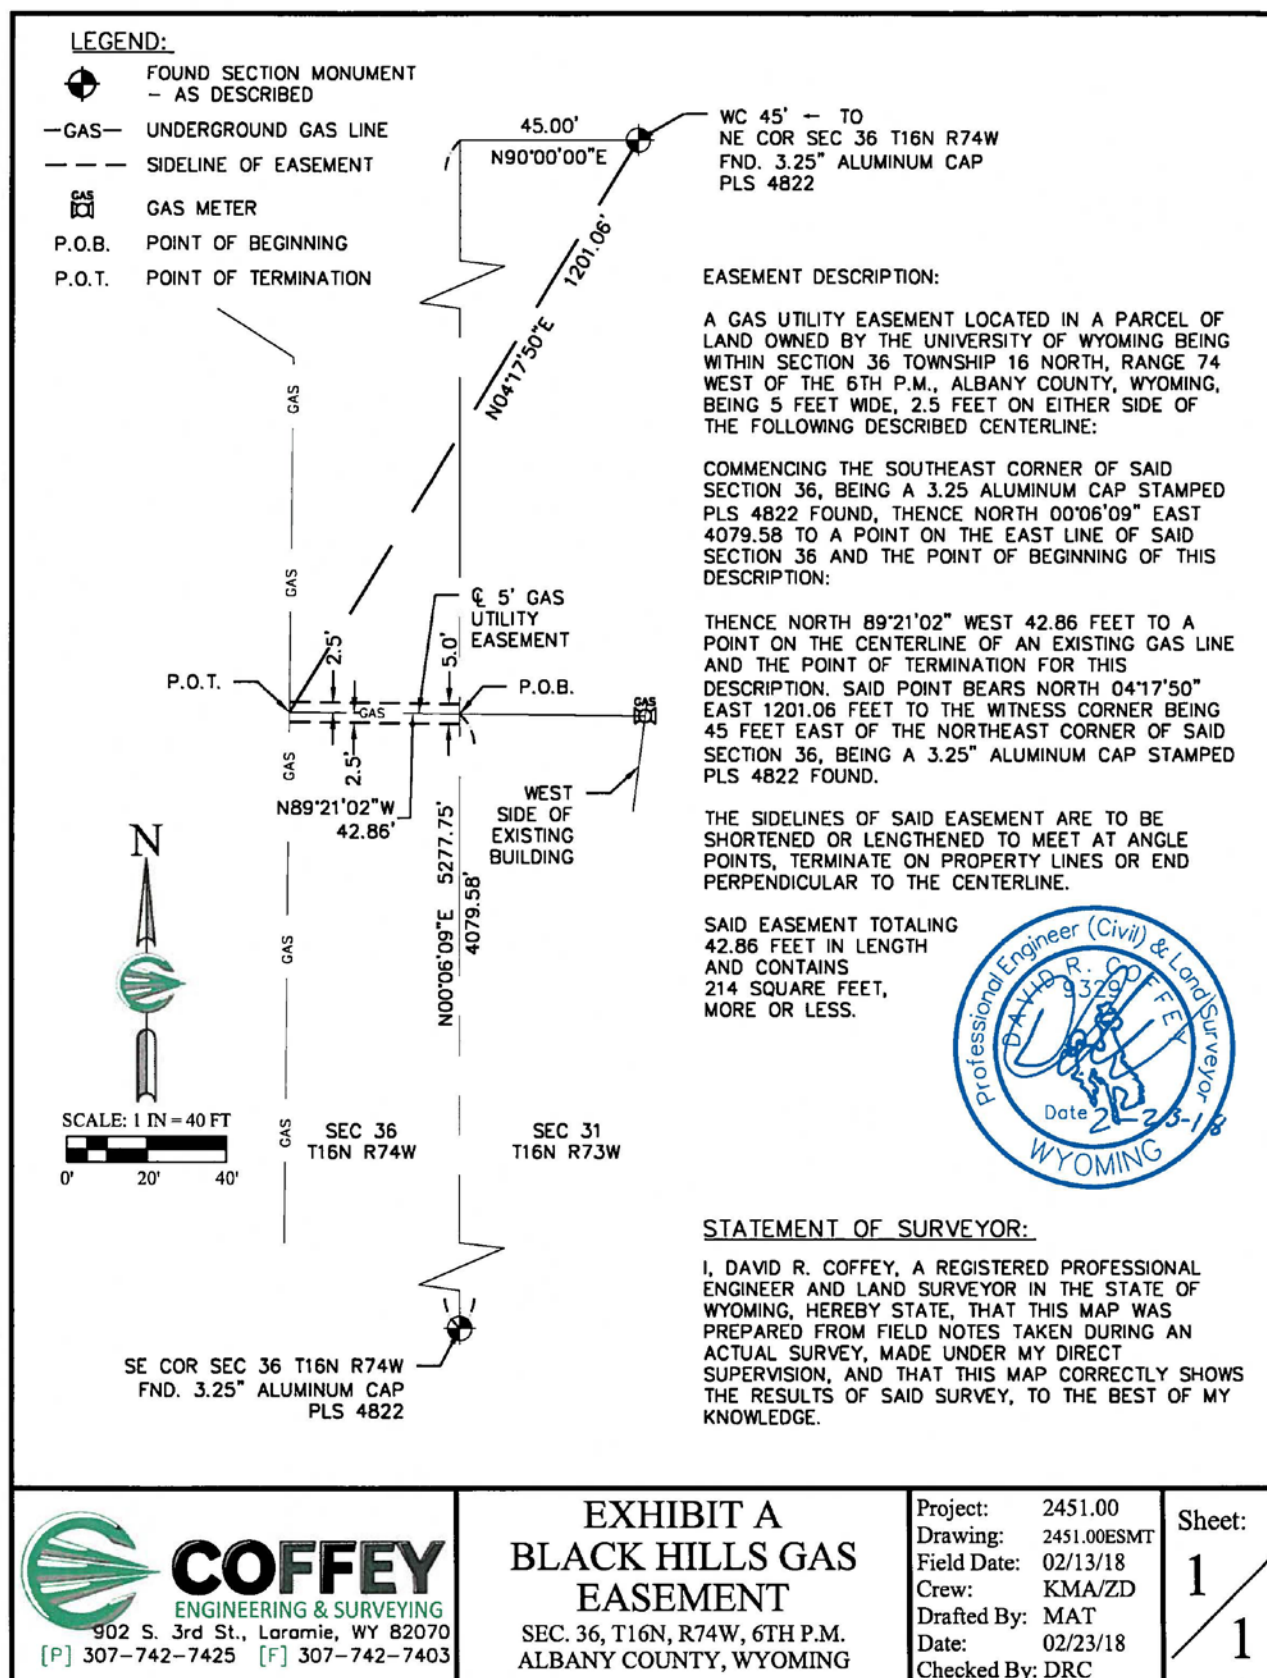 LEGEND:
FOUND SECTION MONUMENT
- AS DESCRIBED
—GAS— UNDERGROUND GAS LINE
SIDELINE OF EASEMENT
GAS
GAS METER
P.O.B. POINT OF BEGINNING
P.O.T. POINT OF TERMINATION
45.00'
N90°00'00"E
WC 45' ← TO
NE COR SEC 36 T16N R74W
FND. 3.25" ALUMINUM CAP
PLS 4822
1201.06'
N04°17'50"E
GAS
GAS
GAS
GAS
GAS
GAS
℄ 5' GAS
UTILITY
EASEMENT
2.5'
5.0'
P.O.T.
P.O.B.
GAS
GAS
2.5'
N89°21'02"W
42.86'
WEST
SIDE OF
EXISTING
BUILDING
N00°06'09"E 5277.75'
4079.58'
N
SCALE: 1 IN = 40 FT
0' 20' 40'
SEC 36
T16N R74W
SEC 31
T16N R73W
SE COR SEC 36 T16N R74W
FND. 3.25" ALUMINUM CAP
PLS 4822
EASEMENT DESCRIPTION:
A GAS UTILITY EASEMENT LOCATED IN A PARCEL OF
LAND OWNED BY THE UNIVERSITY OF WYOMING BEING
WITHIN SECTION 36 TOWNSHIP 16 NORTH, RANGE 74
WEST OF THE 6TH P.M., ALBANY COUNTY, WYOMING,
BEING 5 FEET WIDE, 2.5 FEET ON EITHER SIDE OF
THE FOLLOWING DESCRIBED CENTERLINE:
COMMENCING THE SOUTHEAST CORNER OF SAID
SECTION 36, BEING A 3.25 ALUMINUM CAP STAMPED
PLS 4822 FOUND, THENCE NORTH 00°06'09" EAST
4079.58 TO A POINT ON THE EAST LINE OF SAID
SECTION 36 AND THE POINT OF BEGINNING OF THIS
DESCRIPTION:
THENCE NORTH 89°21'02" WEST 42.86 FEET TO A
POINT ON THE CENTERLINE OF AN EXISTING GAS LINE
AND THE POINT OF TERMINATION FOR THIS
DESCRIPTION. SAID POINT BEARS NORTH 04°17'50"
EAST 1201.06 FEET TO THE WITNESS CORNER BEING
45 FEET EAST OF THE NORTHEAST CORNER OF SAID
SECTION 36, BEING A 3.25" ALUMINUM CAP STAMPED
PLS 4822 FOUND.
THE SIDELINES OF SAID EASEMENT ARE TO BE
SHORTENED OR LENGTHENED TO MEET AT ANGLE
POINTS, TERMINATE ON PROPERTY LINES OR END
PERPENDICULAR TO THE CENTERLINE.
SAID EASEMENT TOTALING
42.86 FEET IN LENGTH
AND CONTAINS
214 SQUARE FEET,
MORE OR LESS.
Professional Engineer (Civil) & Land Surveyor
DAVID R. COFFEY
9329
Date 2-23-18
WYOMING
STATEMENT OF SURVEYOR:
I, DAVID R. COFFEY, A REGISTERED PROFESSIONAL
ENGINEER AND LAND SURVEYOR IN THE STATE OF
WYOMING, HEREBY STATE, THAT THIS MAP WAS
PREPARED FROM FIELD NOTES TAKEN DURING AN
ACTUAL SURVEY, MADE UNDER MY DIRECT
SUPERVISION, AND THAT THIS MAP CORRECTLY SHOWS
THE RESULTS OF SAID SURVEY, TO THE BEST OF MY
KNOWLEDGE.
COFFEY
ENGINEERING & SURVEYING
902 S. 3rd St., Laramie, WY 82070
[P] 307-742-7425 [F] 307-742-7403
EXHIBIT A
BLACK HILLS GAS
EASEMENT
SEC. 36, T16N, R74W, 6TH P.M.
ALBANY COUNTY, WYOMING
Project: 2451.00
Drawing: 2451.00ESMT
Field Date: 02/13/18
Crew: KMA/ZD
Drafted By: MAT
Date: 02/23/18
Checked By: DRC
Sheet:
1/1